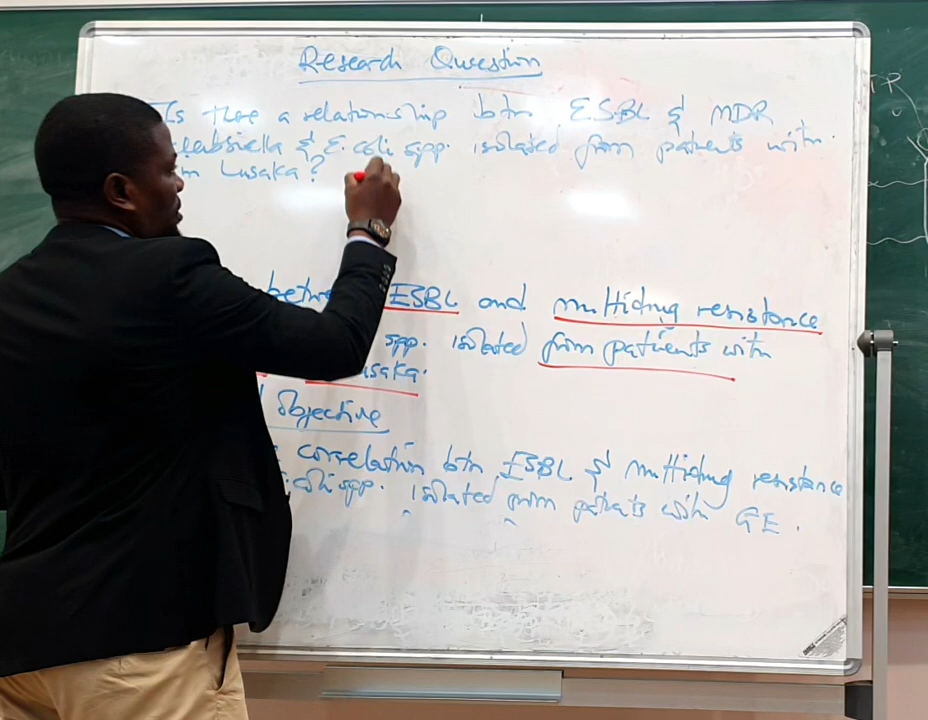 Research Question
Is there a relationship btn ESBL & MDR
Klebsiella & E. coli spp. isolated from patients with
in Lusaka?
ESBL and multidrug resistance
spp. isolated from patients with
Lusaka.
Objective
correlation btn ESBL & multidrug resistance
E. coli spp. isolated from patients with GE.